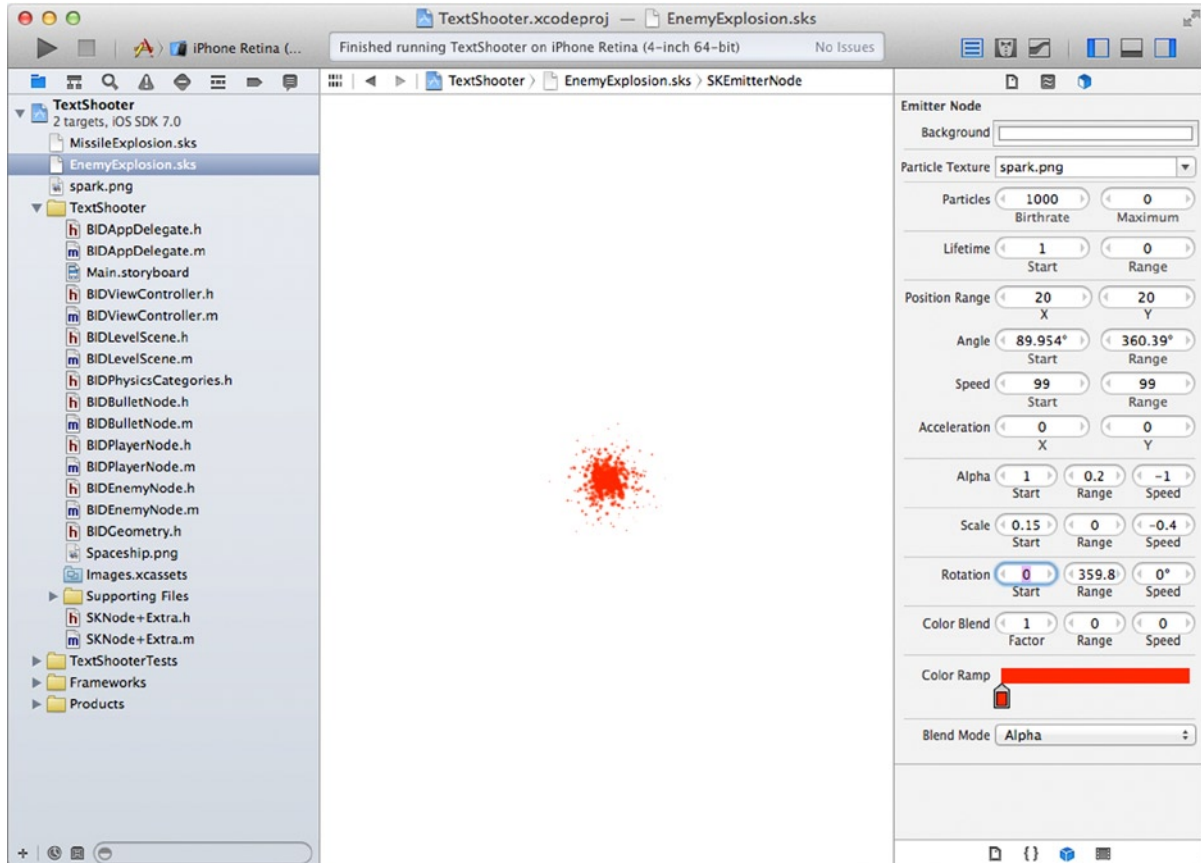 TextShooter.xcodeproj — EnemyExplosion.sks
iPhone Retina (...
Finished running TextShooter on iPhone Retina (4-inch 64-bit) No Issues
TextShooter
2 targets, iOS SDK 7.0
MissileExplosion.sks
EnemyExplosion.sks
spark.png
TextShooter
h BIDAppDelegate.h
m BIDAppDelegate.m
Main.storyboard
h BIDViewController.h
m BIDViewController.m
h BIDLevelScene.h
m BIDLevelScene.m
h BIDPhysicsCategories.h
h BIDBulletNode.h
m BIDBulletNode.m
h BIDPlayerNode.h
m BIDPlayerNode.m
h BIDEnemyNode.h
m BIDEnemyNode.m
h BIDGeometry.h
Spaceship.png
Images.xcassets
Supporting Files
h SKNode+Extra.h
m SKNode+Extra.m
TextShooterTests
Frameworks
Products
TextShooter EnemyExplosion.sks SKEmitterNode
Emitter Node
Background
Particle Texture spark.png
Particles 1000 0
Birthrate Maximum
Lifetime 1 0
Start Range
Position Range 20 20
X Y
Angle 89.954° 360.39°
Start Range
Speed 99 99
Start Range
Acceleration 0 0
X Y
Alpha 1 0.2 -1
Start Range Speed
Scale 0.15 0 -0.4
Start Range Speed
Rotation 0 359.8 0°
Start Range Speed
Color Blend 1 0 0
Factor Range Speed
Color Ramp
Blend Mode Alpha